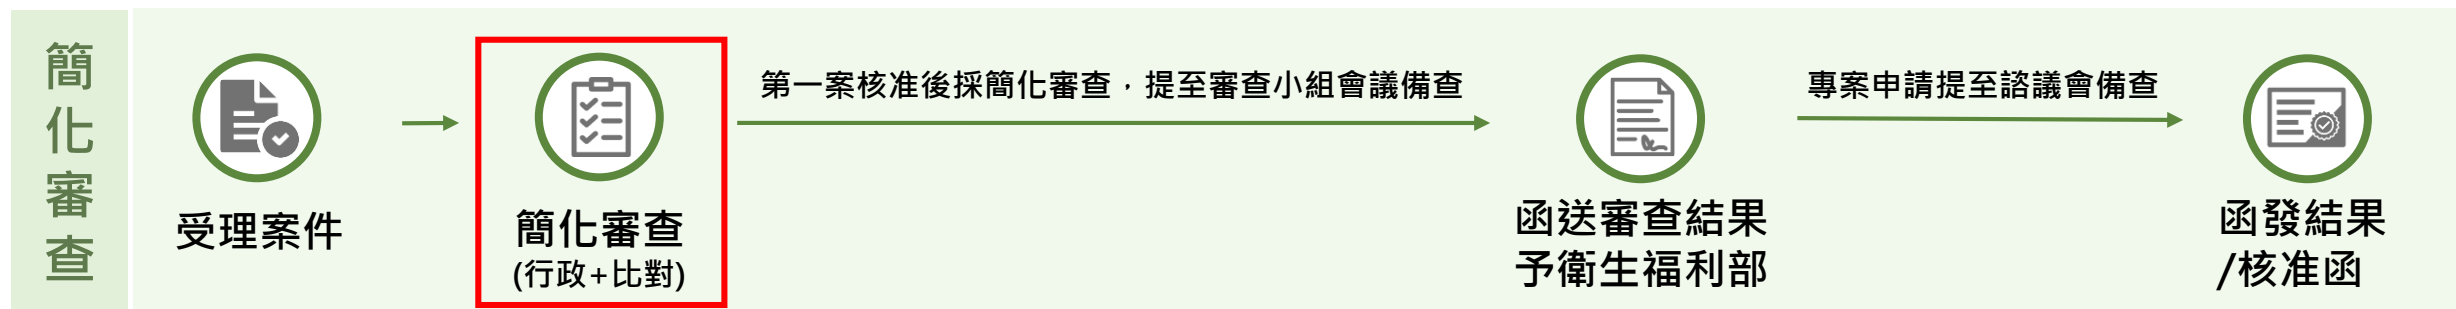 簡化審查
受理案件
簡化審查
(行政+比對)
第一案核准後採簡化審查，提至審查小組會議備查
函送審查結果
予衛生福利部
專案申請提至諮議會備查
函發結果
/核准函